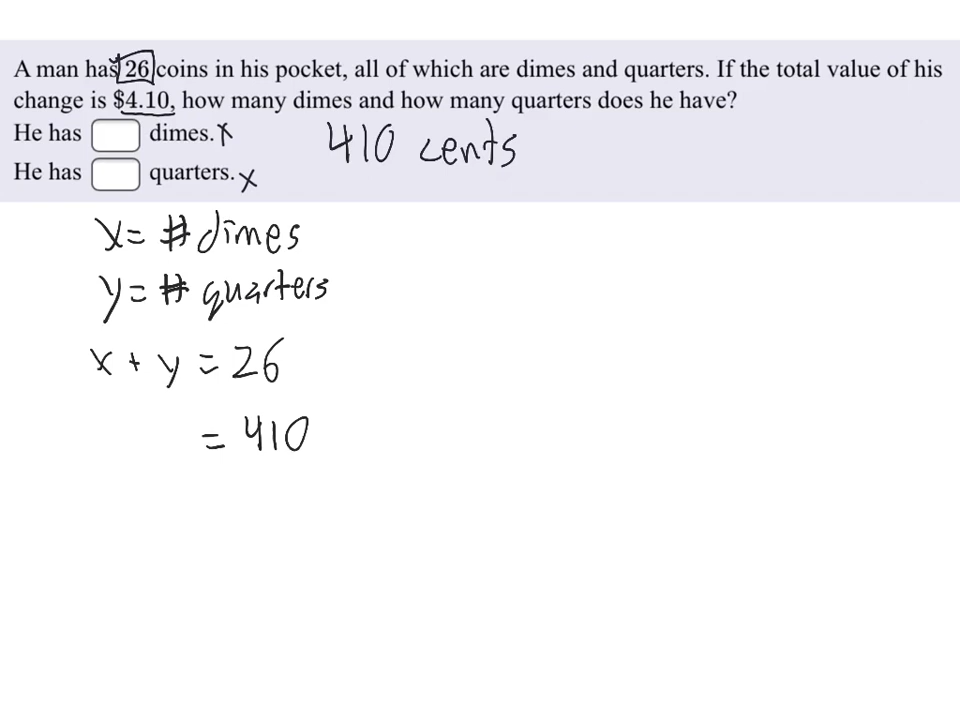 A man has 26 coins in his pocket, all of which are dimes and quarters. If the total value of his
change is $4.10, how many dimes and how many quarters does he have?
He has dimes. x
410 cents
He has quarters. x
x = # dimes
y = # quarters
x + y = 26
= 410